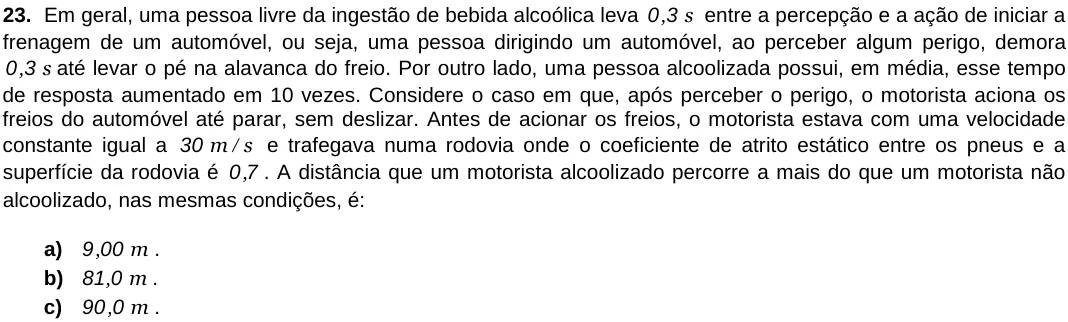 23. Em geral, uma pessoa livre da ingestão de bebida alcoólica leva 0,3 s entre a percepção e a ação de iniciar a
frenagem de um automóvel, ou seja, uma pessoa dirigindo um automóvel, ao perceber algum perigo, demora
0,3 s até levar o pé na alavanca do freio. Por outro lado, uma pessoa alcoolizada possui, em média, esse tempo
de resposta aumentado em 10 vezes. Considere o caso em que, após perceber o perigo, o motorista aciona os
freios do automóvel até parar, sem deslizar. Antes de acionar os freios, o motorista estava com uma velocidade
constante igual a 30 m/s e trafegava numa rodovia onde o coeficiente de atrito estático entre os pneus e a
superfície da rodovia é 0,7 . A distância que um motorista alcoolizado percorre a mais do que um motorista não
alcoolizado, nas mesmas condições, é:
a) 9,00 m .
b) 81,0 m .
c) 90,0 m .